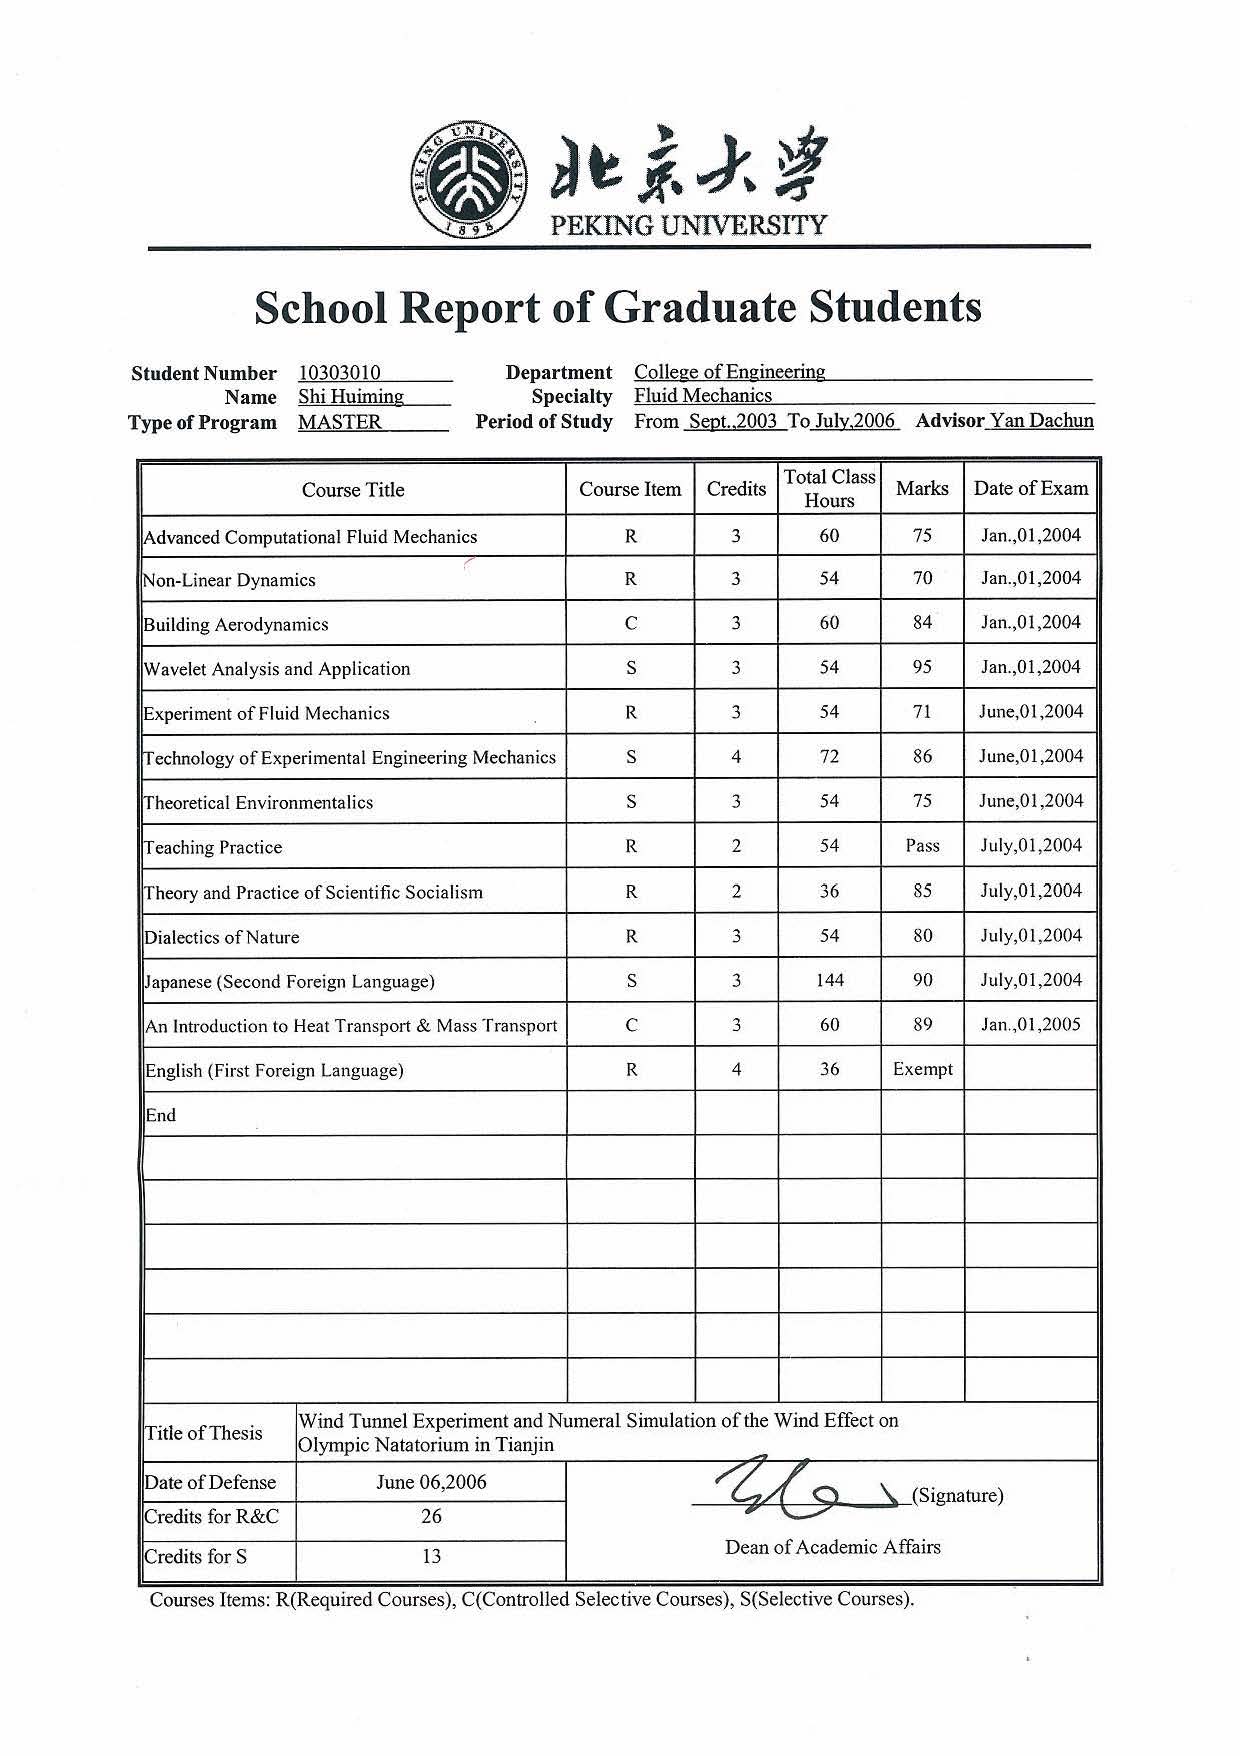 PEKING UNIVERSITY
1898
北京大学
PEKING UNIVERSITY
School Report of Graduate Students
Student Number 10303010 Department College of Engineering
Name Shi Huiming Specialty Fluid Mechanics
Type of Program MASTER Period of Study From Sept.,2003 To July,2006 Advisor Yan Dachun
Course Title Course Item Credits Total Class Hours Marks Date of Exam
Advanced Computational Fluid Mechanics R 3 60 75 Jan.,01,2004
Non-Linear Dynamics R 3 54 70 Jan.,01,2004
Building Aerodynamics C 3 60 84 Jan.,01,2004
Wavelet Analysis and Application S 3 54 95 Jan.,01,2004
Experiment of Fluid Mechanics R 3 54 71 June,01,2004
Technology of Experimental Engineering Mechanics S 4 72 86 June,01,2004
Theoretical Environmentalics S 3 54 75 June,01,2004
Teaching Practice R 2 54 Pass July,01,2004
Theory and Practice of Scientific Socialism R 2 36 85 July,01,2004
Dialectics of Nature R 3 54 80 July,01,2004
Japanese (Second Foreign Language) S 3 144 90 July,01,2004
An Introduction to Heat Transport & Mass Transport C 3 60 89 Jan.,01,2005
English (First Foreign Language) R 4 36 Exempt
End
Title of Thesis Wind Tunnel Experiment and Numeral Simulation of the Wind Effect on
Olympic Natatorium in Tianjin
Date of Defense June 06,2006
Credits for R&C 26
Credits for S 13
(Signature)
Dean of Academic Affairs
Courses Items: R(Required Courses), C(Controlled Selective Courses), S(Selective Courses).